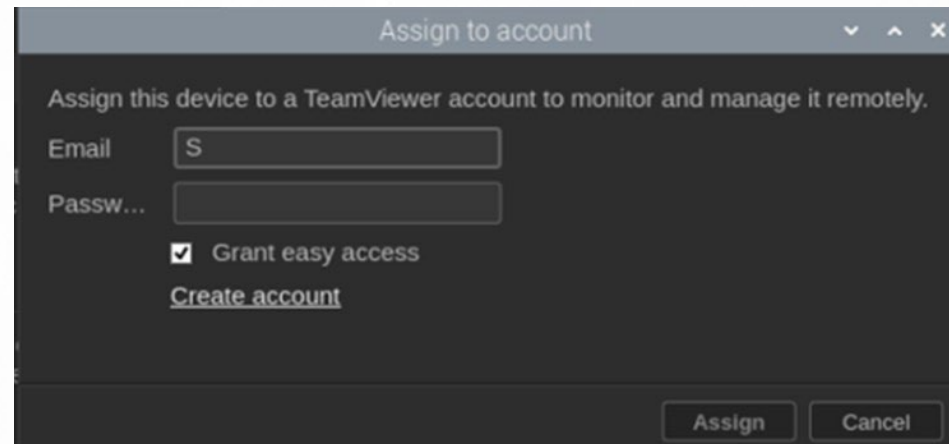 Assign to account
Assign this device to a TeamViewer account to monitor and manage it remotely.
Email S
Passw...
Grant easy access
Create account
Assign Cancel